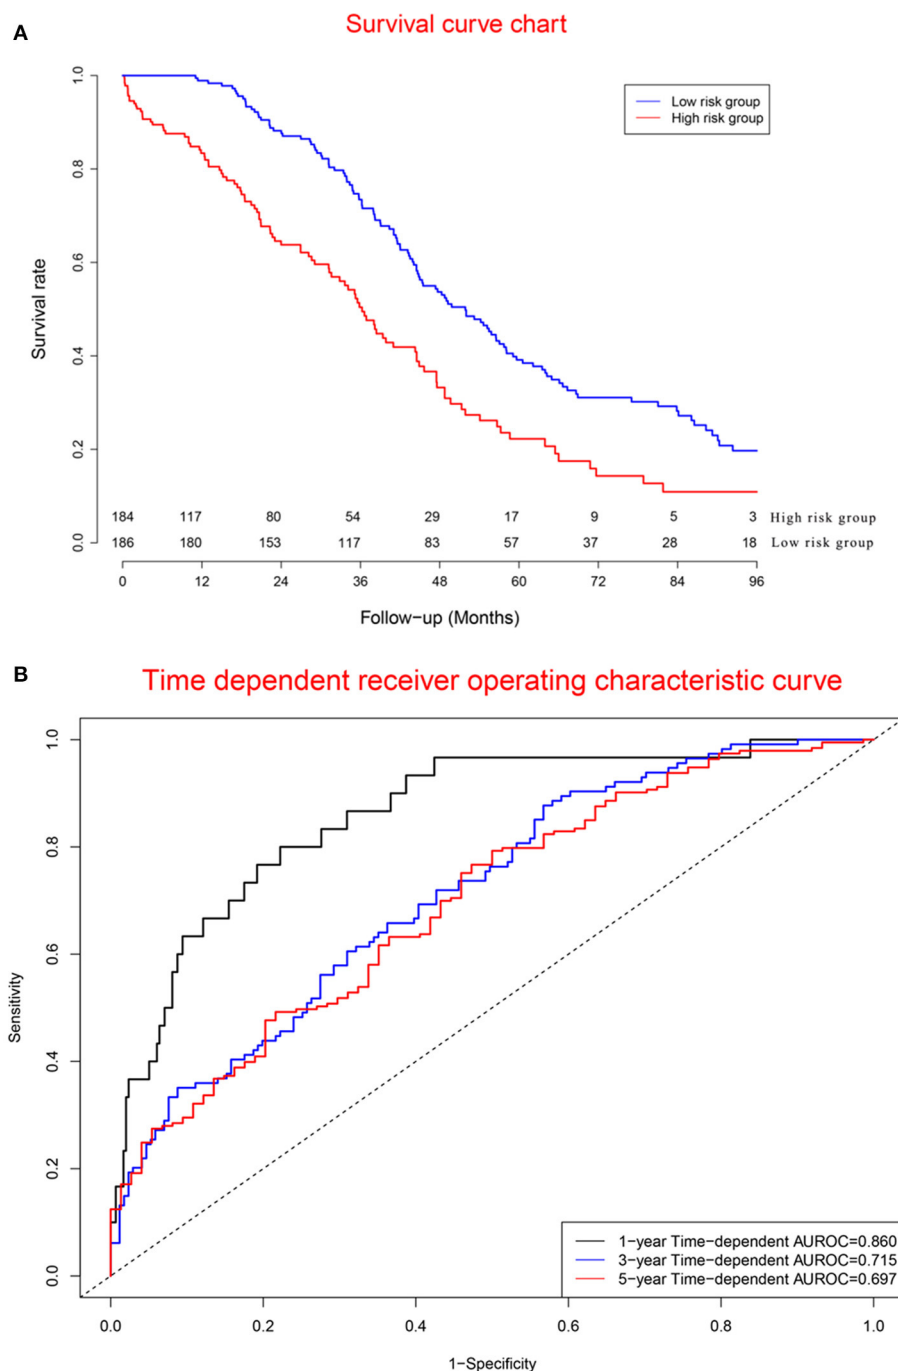 A
Survival curve chart
Low risk group
High risk group
Survival rate
1.0
0.8
0.6
0.4
0.2
0.0
184 117 80 54 29 17 9 5 3 High risk group
186 180 153 117 83 57 37 28 18 Low risk group
0 12 24 36 48 60 72 84 96
Follow−up (Months)
B
Time dependent receiver operating characteristic curve
Sensitivity
1.0
0.8
0.6
0.4
0.2
0.0
1−year Time−dependent AUROC=0.860
3−year Time−dependent AUROC=0.715
5−year Time−dependent AUROC=0.697
0.0 0.2 0.4 0.6 0.8 1.0
1−Specificity